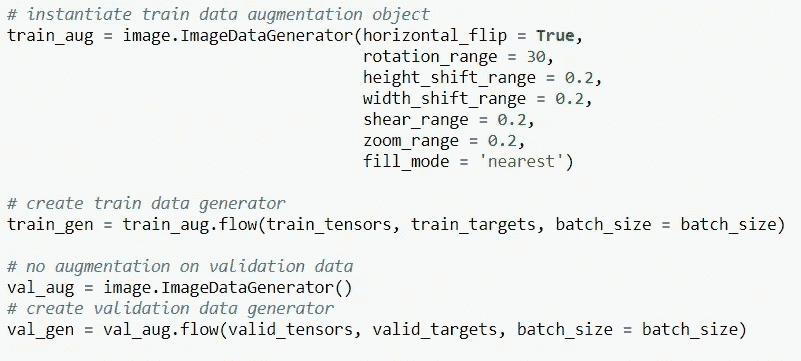 # instantiate train data augmentation object
train_aug = image.ImageDataGenerator(horizontal_flip = True,
rotation_range = 30,
height_shift_range = 0.2,
width_shift_range = 0.2,
shear_range = 0.2,
zoom_range = 0.2,
fill_mode = 'nearest')
# create train data generator
train_gen = train_aug.flow(train_tensors, train_targets, batch_size = batch_size)
# no augmentation on validation data
val_aug = image.ImageDataGenerator()
# create validation data generator
val_gen = val_aug.flow(valid_tensors, valid_targets, batch_size = batch_size)